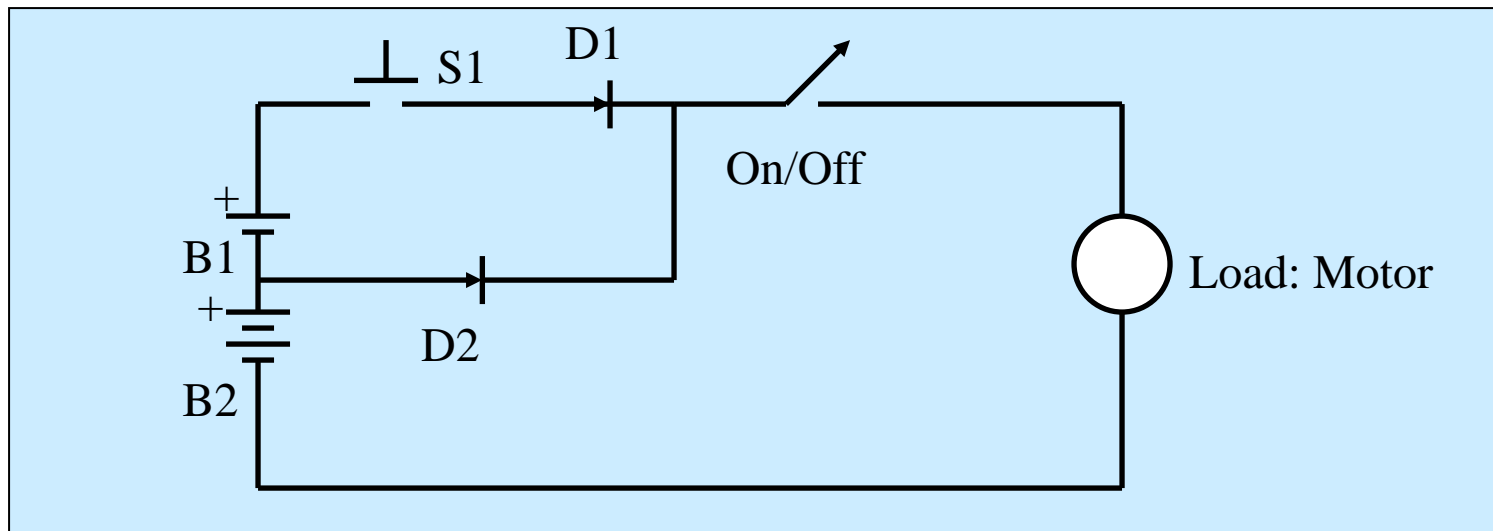 D1
S1
On/Off
+
B1
Load: Motor
+
D2
B2